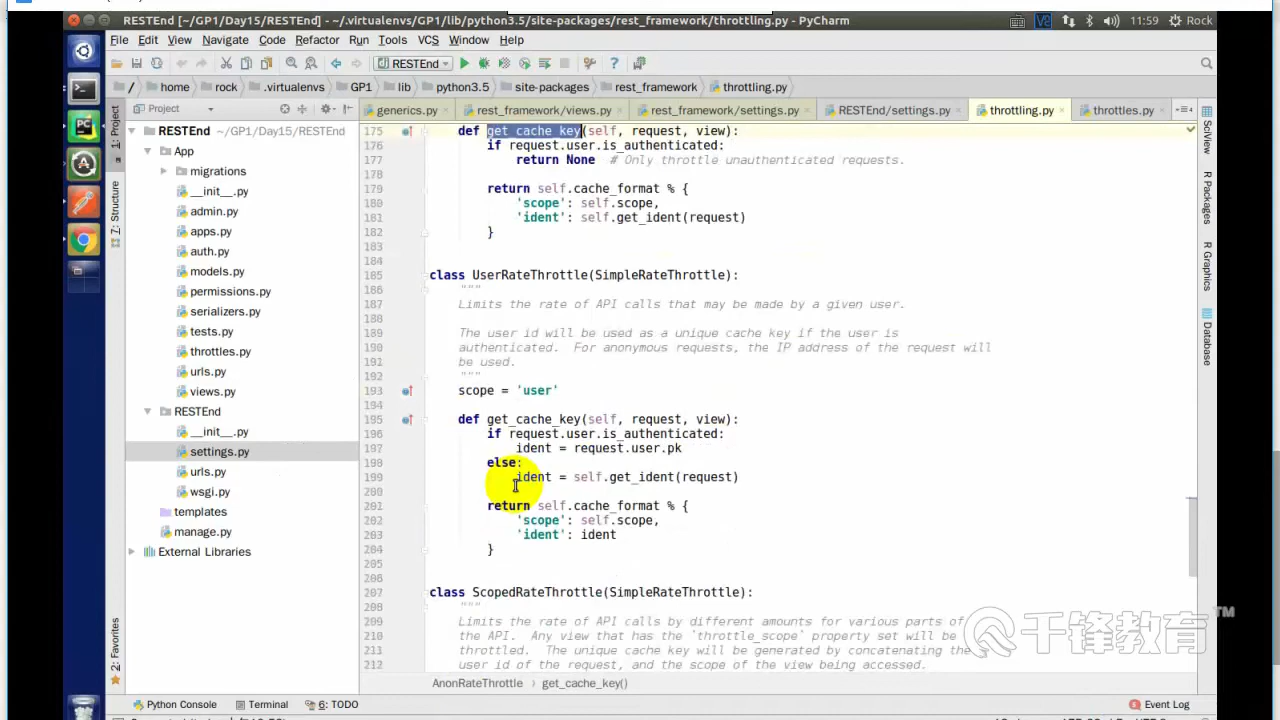 RESTEnd [~/GP1/Day15/RESTEnd] - ~/.virtualenvs/GP1/lib/python3.5/site-packages/rest_framework/throttling.py - PyCharm
11:59 Rock
File Edit View Navigate Code Refactor Run Tools VCS Window Help
RESTEnd
/ home rock .virtualenvs GP1 lib python3.5 site-packages rest_framework throttling.py
Project
generics.py rest_framework/views.py rest_framework/settings.py RESTEnd/settings.py throttling.py throttles.py
RESTEnd ~/GP1/Day15/RESTEnd
App
migrations
__init__.py
admin.py
apps.py
auth.py
models.py
permissions.py
serializers.py
tests.py
throttles.py
urls.py
views.py
RESTEnd
__init__.py
settings.py
urls.py
wsgi.py
templates
manage.py
External Libraries
1: Project
7: Structure
2: Favorites
175 def get_cache_key(self, request, view):
176 if request.user.is_authenticated:
177 return None # Only throttle unauthenticated requests.
178
179 return self.cache_format % {
180 'scope': self.scope,
181 'ident': self.get_ident(request)
182 }
183
184
185 class UserRateThrottle(SimpleRateThrottle):
186 """
187 Limits the rate of API calls that may be made by a given user.
188
189 The user id will be used as a unique cache key if the user is
190 authenticated. For anonymous requests, the IP address of the request will
191 be used.
192 """
193 scope = 'user'
194
195 def get_cache_key(self, request, view):
196 if request.user.is_authenticated:
197 ident = request.user.pk
198 else:
199 ident = self.get_ident(request)
200
201 return self.cache_format % {
202 'scope': self.scope,
203 'ident': ident
204 }
205
206
207 class ScopedRateThrottle(SimpleRateThrottle):
208 """
209 Limits the rate of API calls by different amounts for various parts of
210 the API. Any view that has the `throttle_scope` property set will be
211 throttled. The unique cache key will be generated by concatenating the
212 user id of the request, and the scope of the view being accessed.
SciView
R Packages
R Graphics
Database
千锋教育™
AnonRateThrottle get_cache_key()
Python Console Terminal 6: TODO Event Log